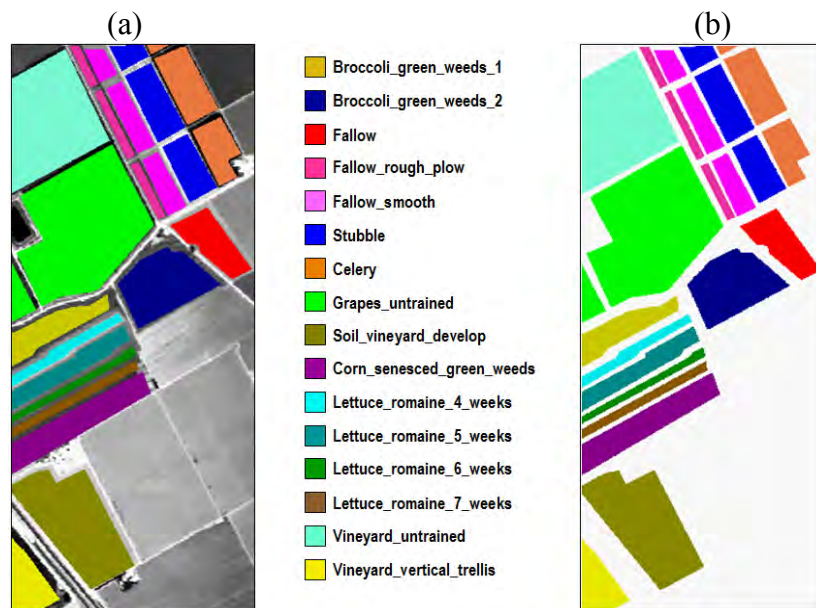 (a)
(b)
Broccoli_green_weeds_1
Broccoli_green_weeds_2
Fallow
Fallow_rough_plow
Fallow_smooth
Stubble
Celery
Grapes_untrained
Soil_vineyard_develop
Corn_senesced_green_weeds
Lettuce_romaine_4_weeks
Lettuce_romaine_5_weeks
Lettuce_romaine_6_weeks
Lettuce_romaine_7_weeks
Vineyard_untrained
Vineyard_vertical_trellis